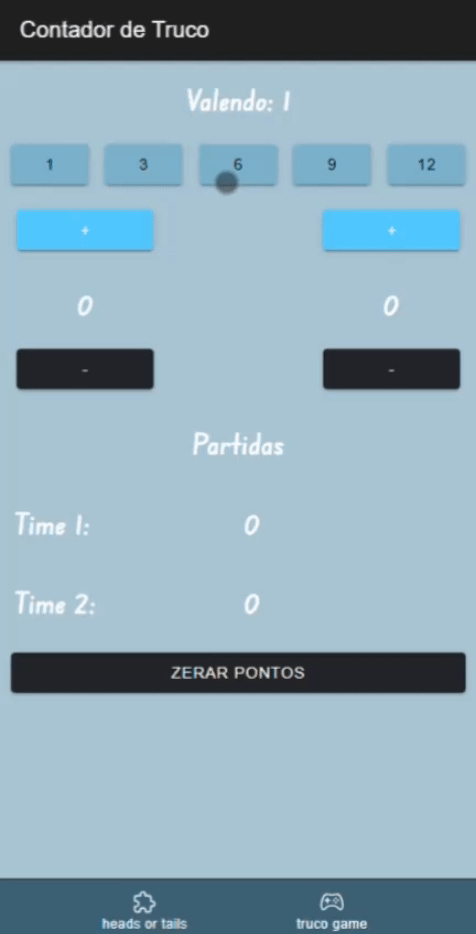 Contador de Truco
Valendo: 1
1 3 6 9 12
+ +
0 0
- -
Partidas
Time 1: 0
Time 2: 0
ZERAR PONTOS
heads or tails truco game